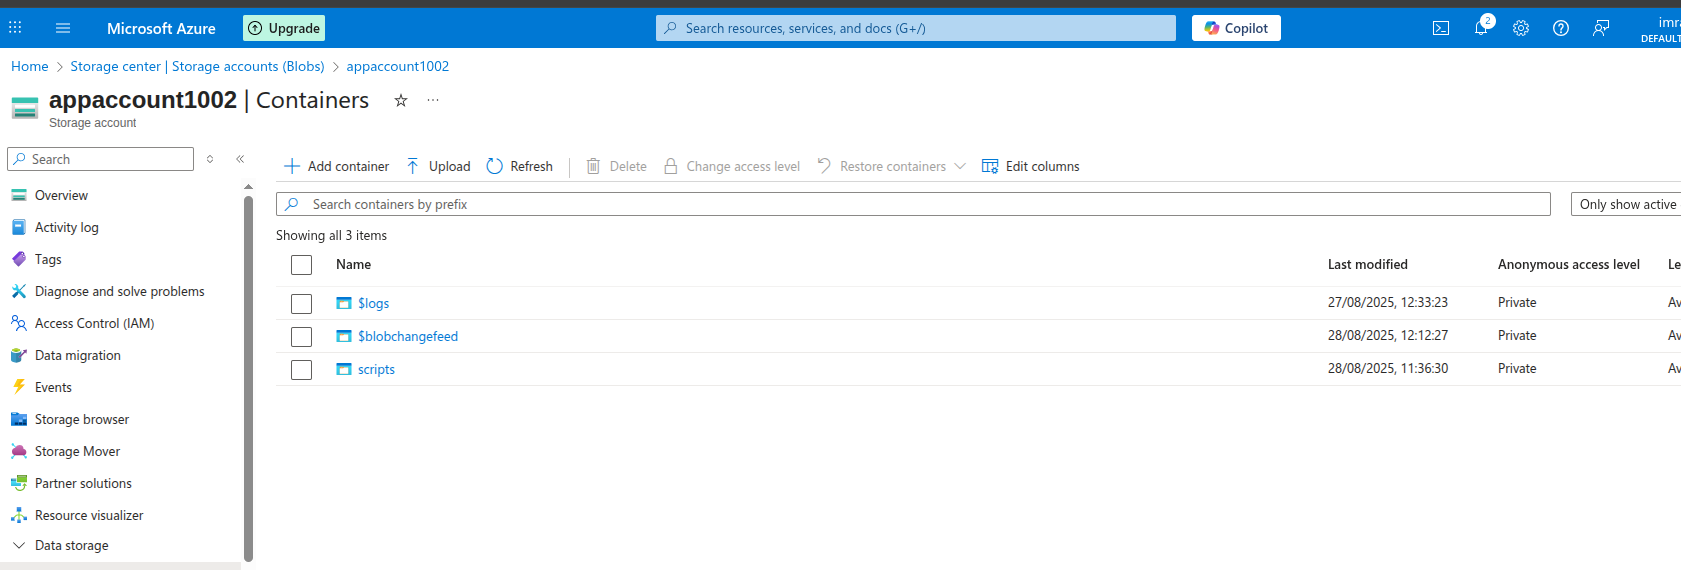 Microsoft Azure
Upgrade
Search resources, services, and docs (G+/)
Copilot
2
imra
DEFAULT
Home > Storage center | Storage accounts (Blobs) > appaccount1002
appaccount1002 | Containers
Storage account
Search
Add container
Upload
Refresh
Delete
Change access level
Restore containers
Edit columns
Overview
Activity log
Tags
Diagnose and solve problems
Access Control (IAM)
Data migration
Events
Storage browser
Storage Mover
Partner solutions
Resource visualizer
Data storage
Search containers by prefix
Only show active
Showing all 3 items
Name Last modified Anonymous access level Le
$logs 27/08/2025, 12:33:23 Private Av
$blobchangefeed 28/08/2025, 12:12:27 Private Av
scripts 28/08/2025, 11:36:30 Private Av